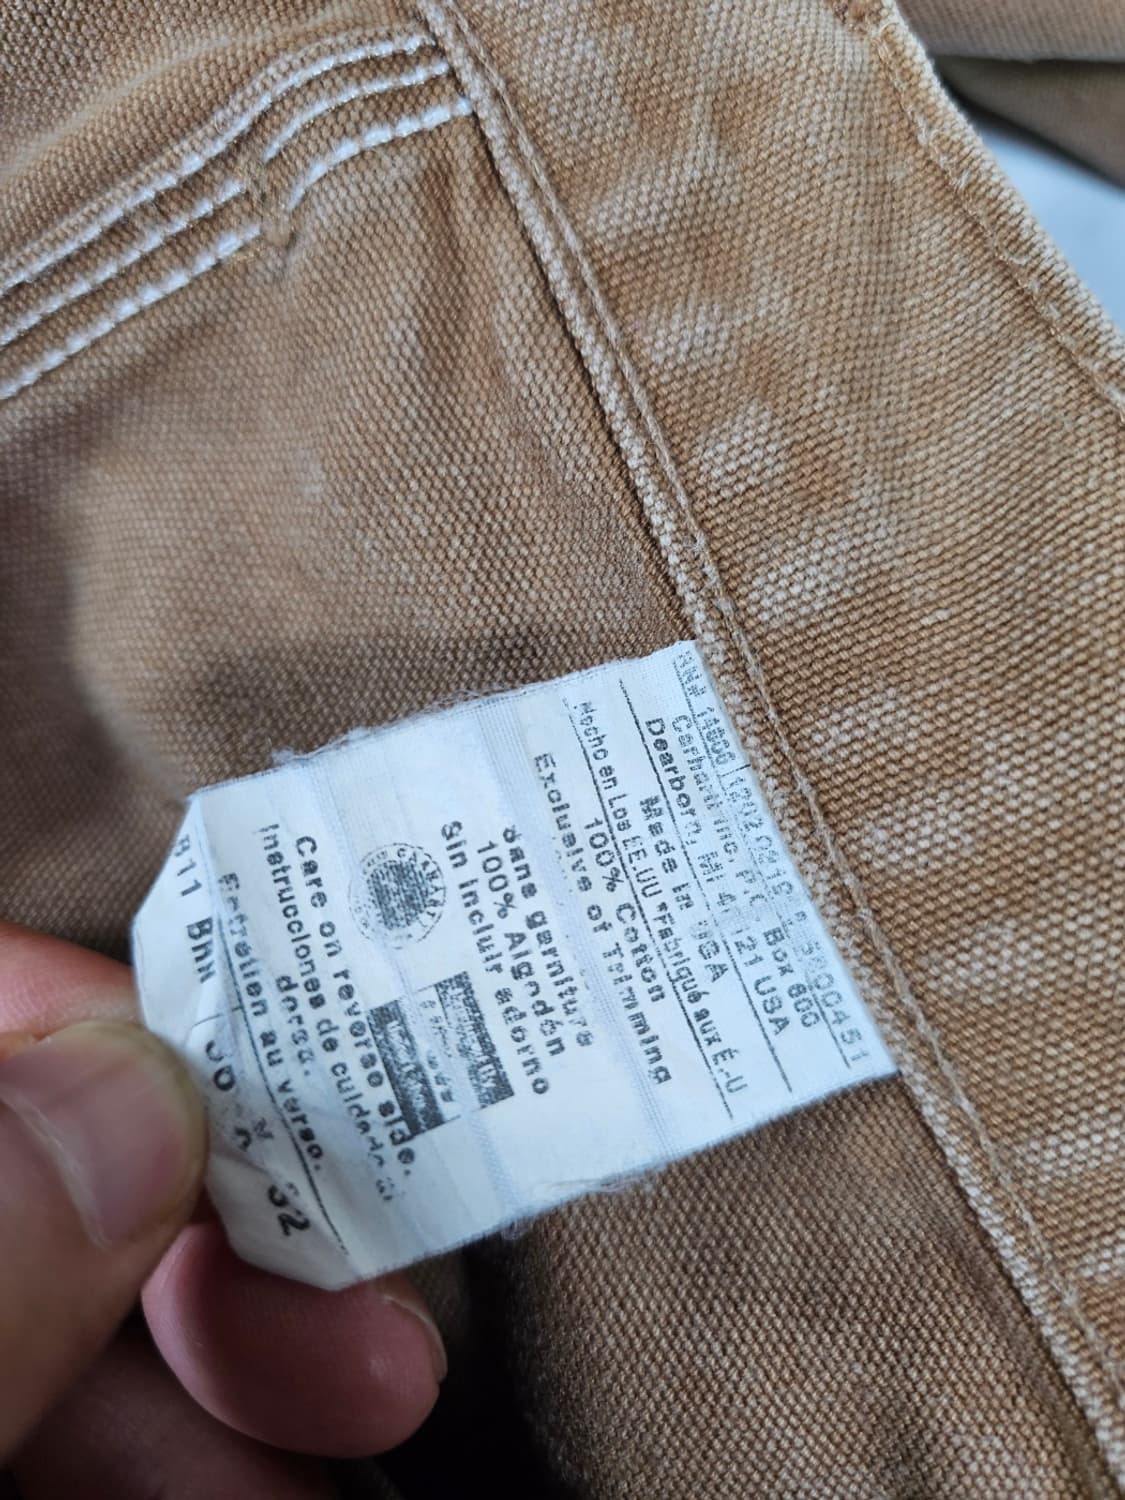 Carhartt Inc, P.O. Box 600
Dearborn, MI 48121 USA
Made in USA
Hecho en Los EE.UU *Fabriqué aux É.-U
100% Cotton
Exclusive of Trimming
Sans garniture
100% Algodón
Sin incluir adorno
Care on reverse side.
Instrucciones de cuidado al
dorso.
Entretien au verso.
B11 BRN
x 32